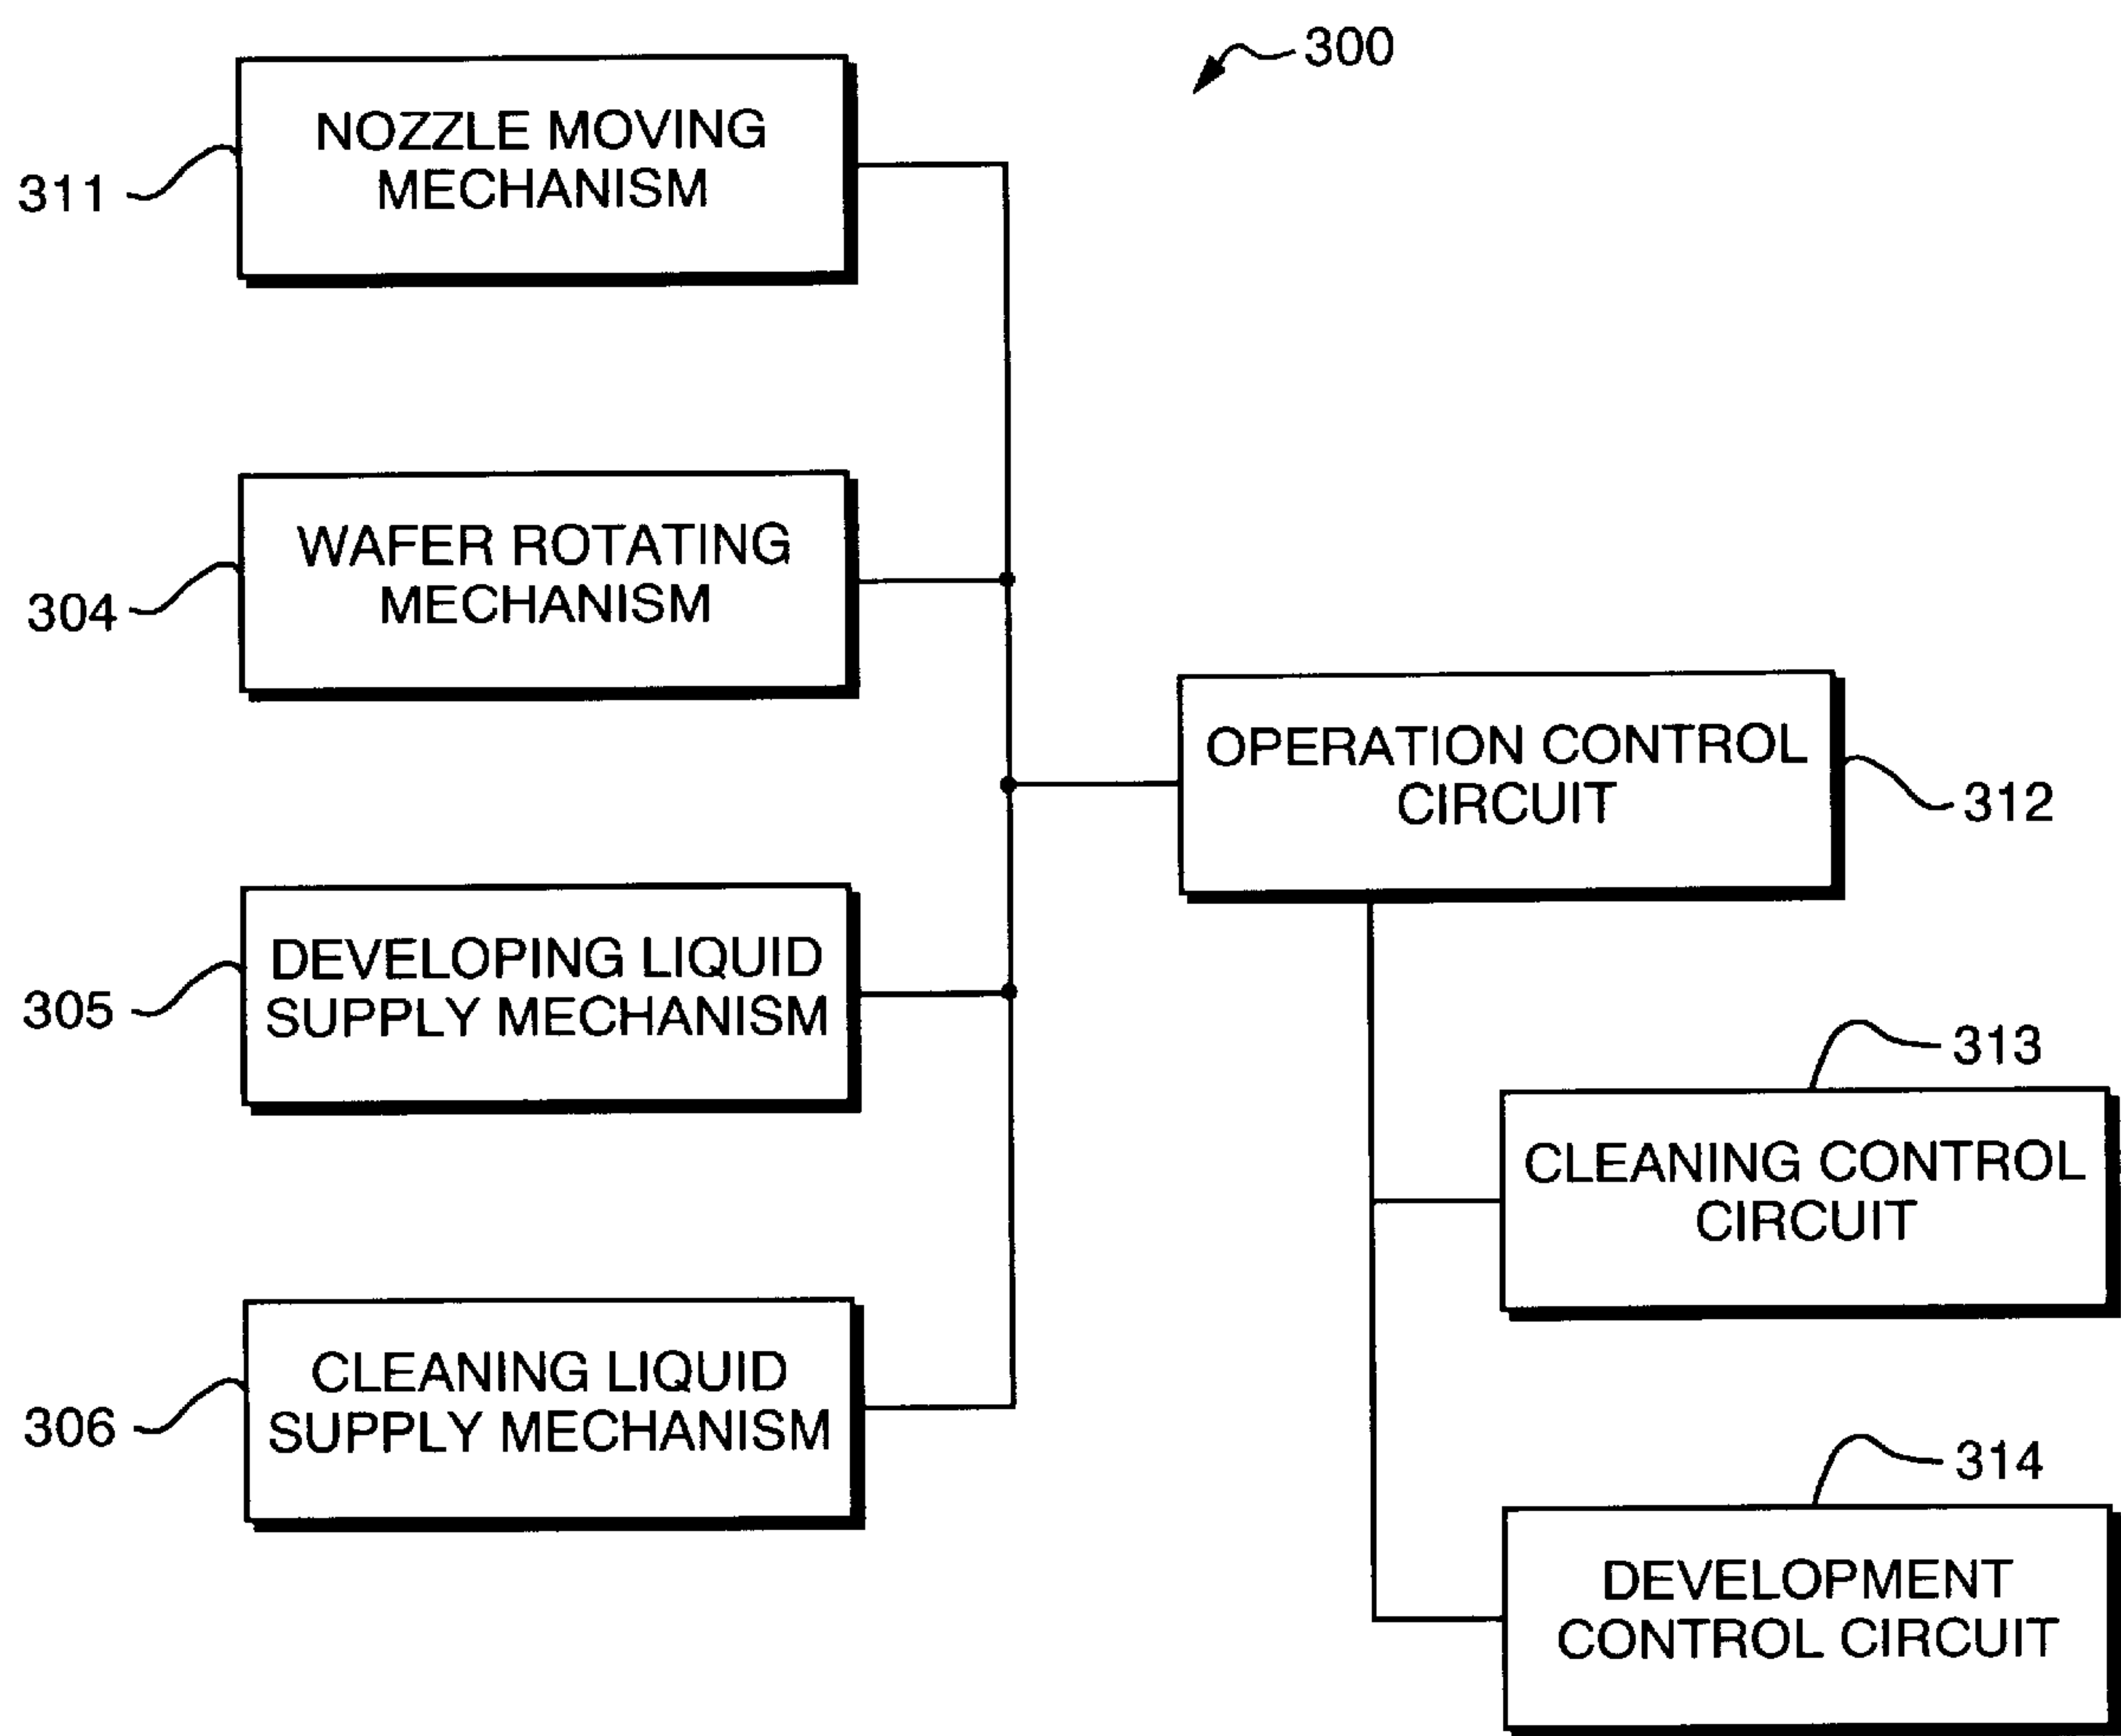 300
NOZZLE MOVING
MECHANISM
311
WAFER ROTATING
MECHANISM
304
OPERATION CONTROL
CIRCUIT
312
DEVELOPING LIQUID
SUPPLY MECHANISM
305
313
CLEANING CONTROL
CIRCUIT
CLEANING LIQUID
SUPPLY MECHANISM
306
314
DEVELOPMENT
CONTROL CIRCUIT